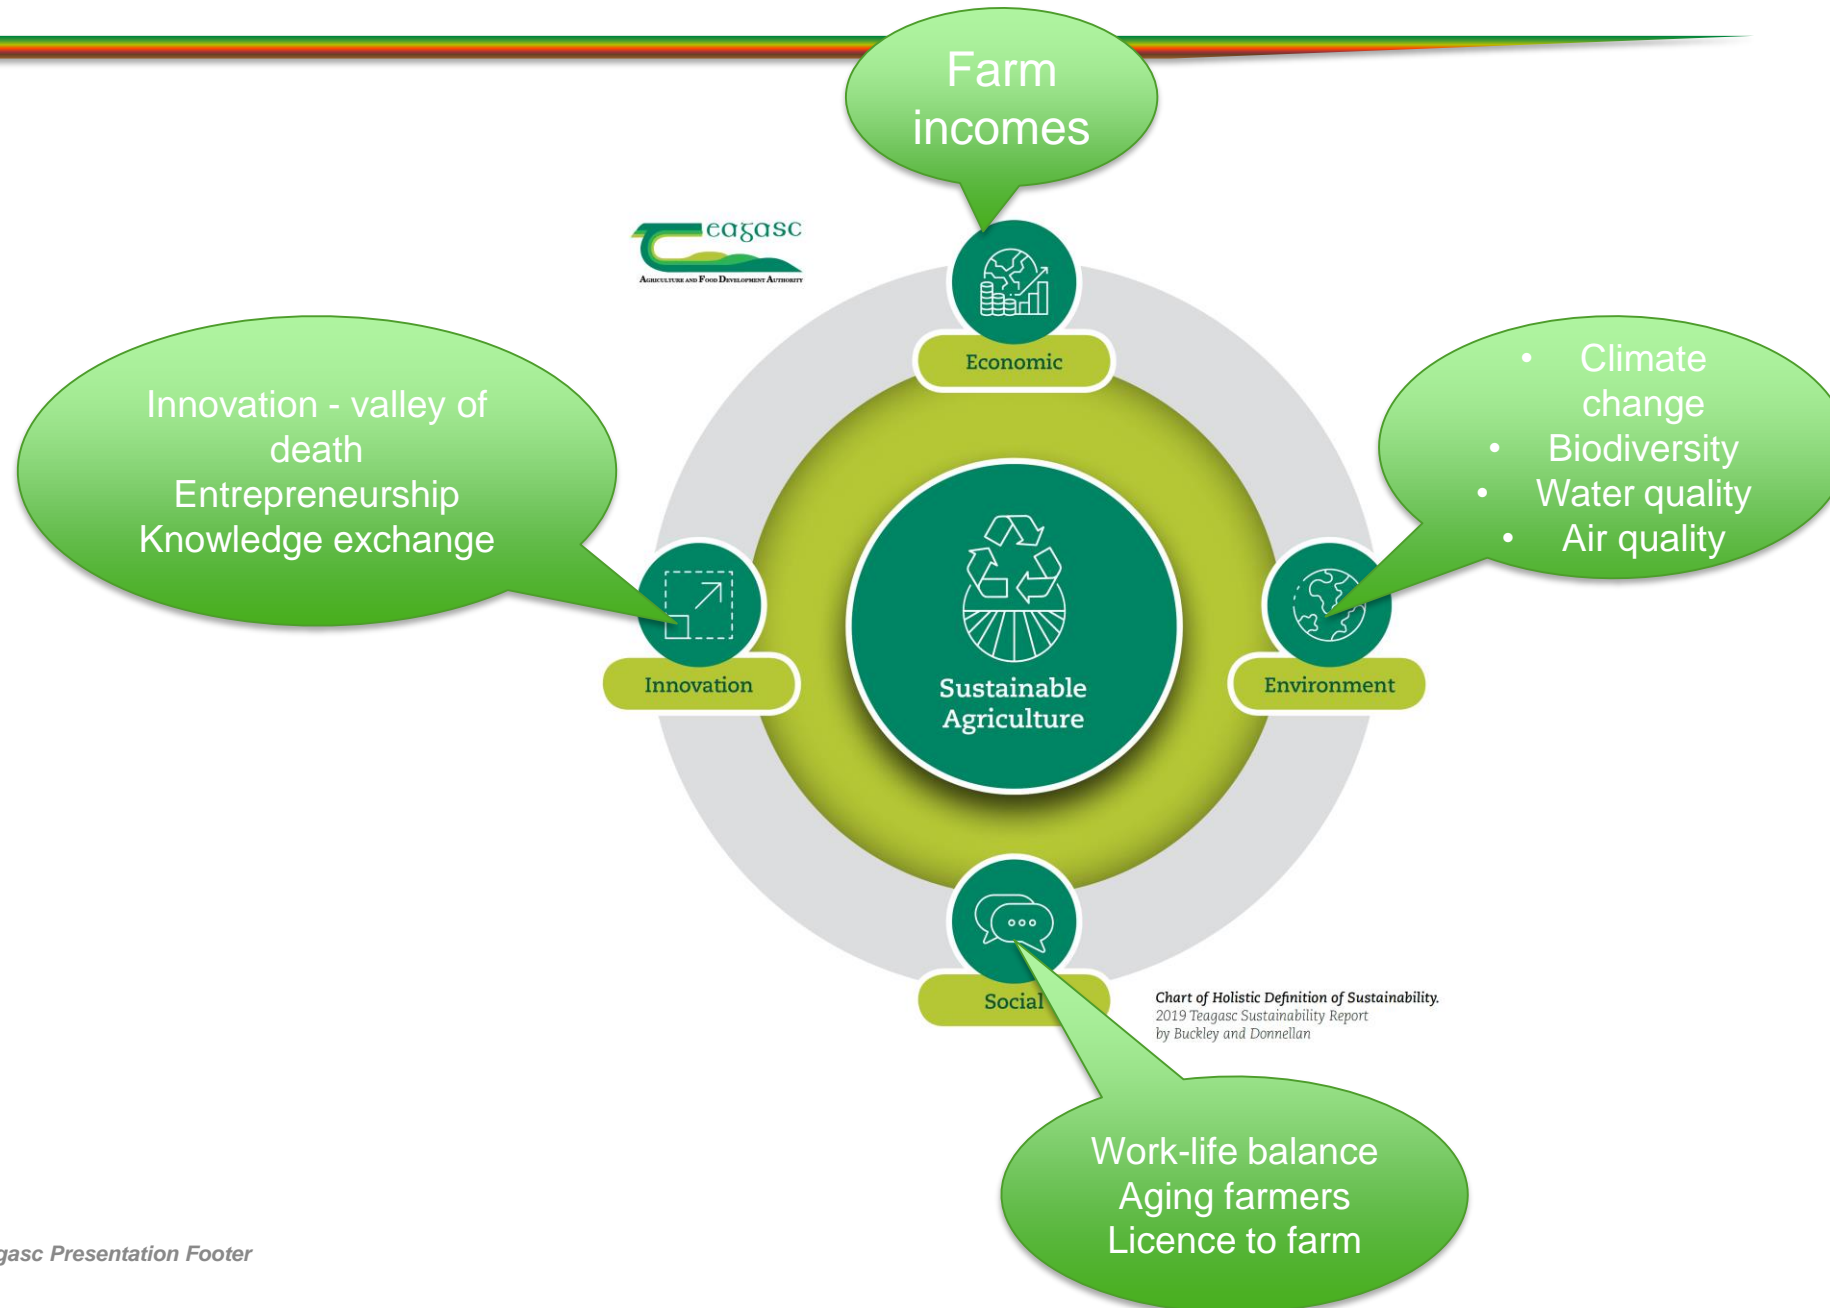 Farm
incomes
eagasc
AGRICULTURE AND FOOD DEVELOPMENT AUTHORITY
Economic
Innovation - valley of
death
Entrepreneurship
Knowledge exchange
• Climate
change
• Biodiversity
• Water quality
• Air quality
Innovation
Sustainable
Agriculture
Environment
Social
Chart of Holistic Definition of Sustainability.
2019 Teagasc Sustainability Report
by Buckley and Donnellan
Work-life balance
Aging farmers
Licence to farm
gasc Presentation Footer